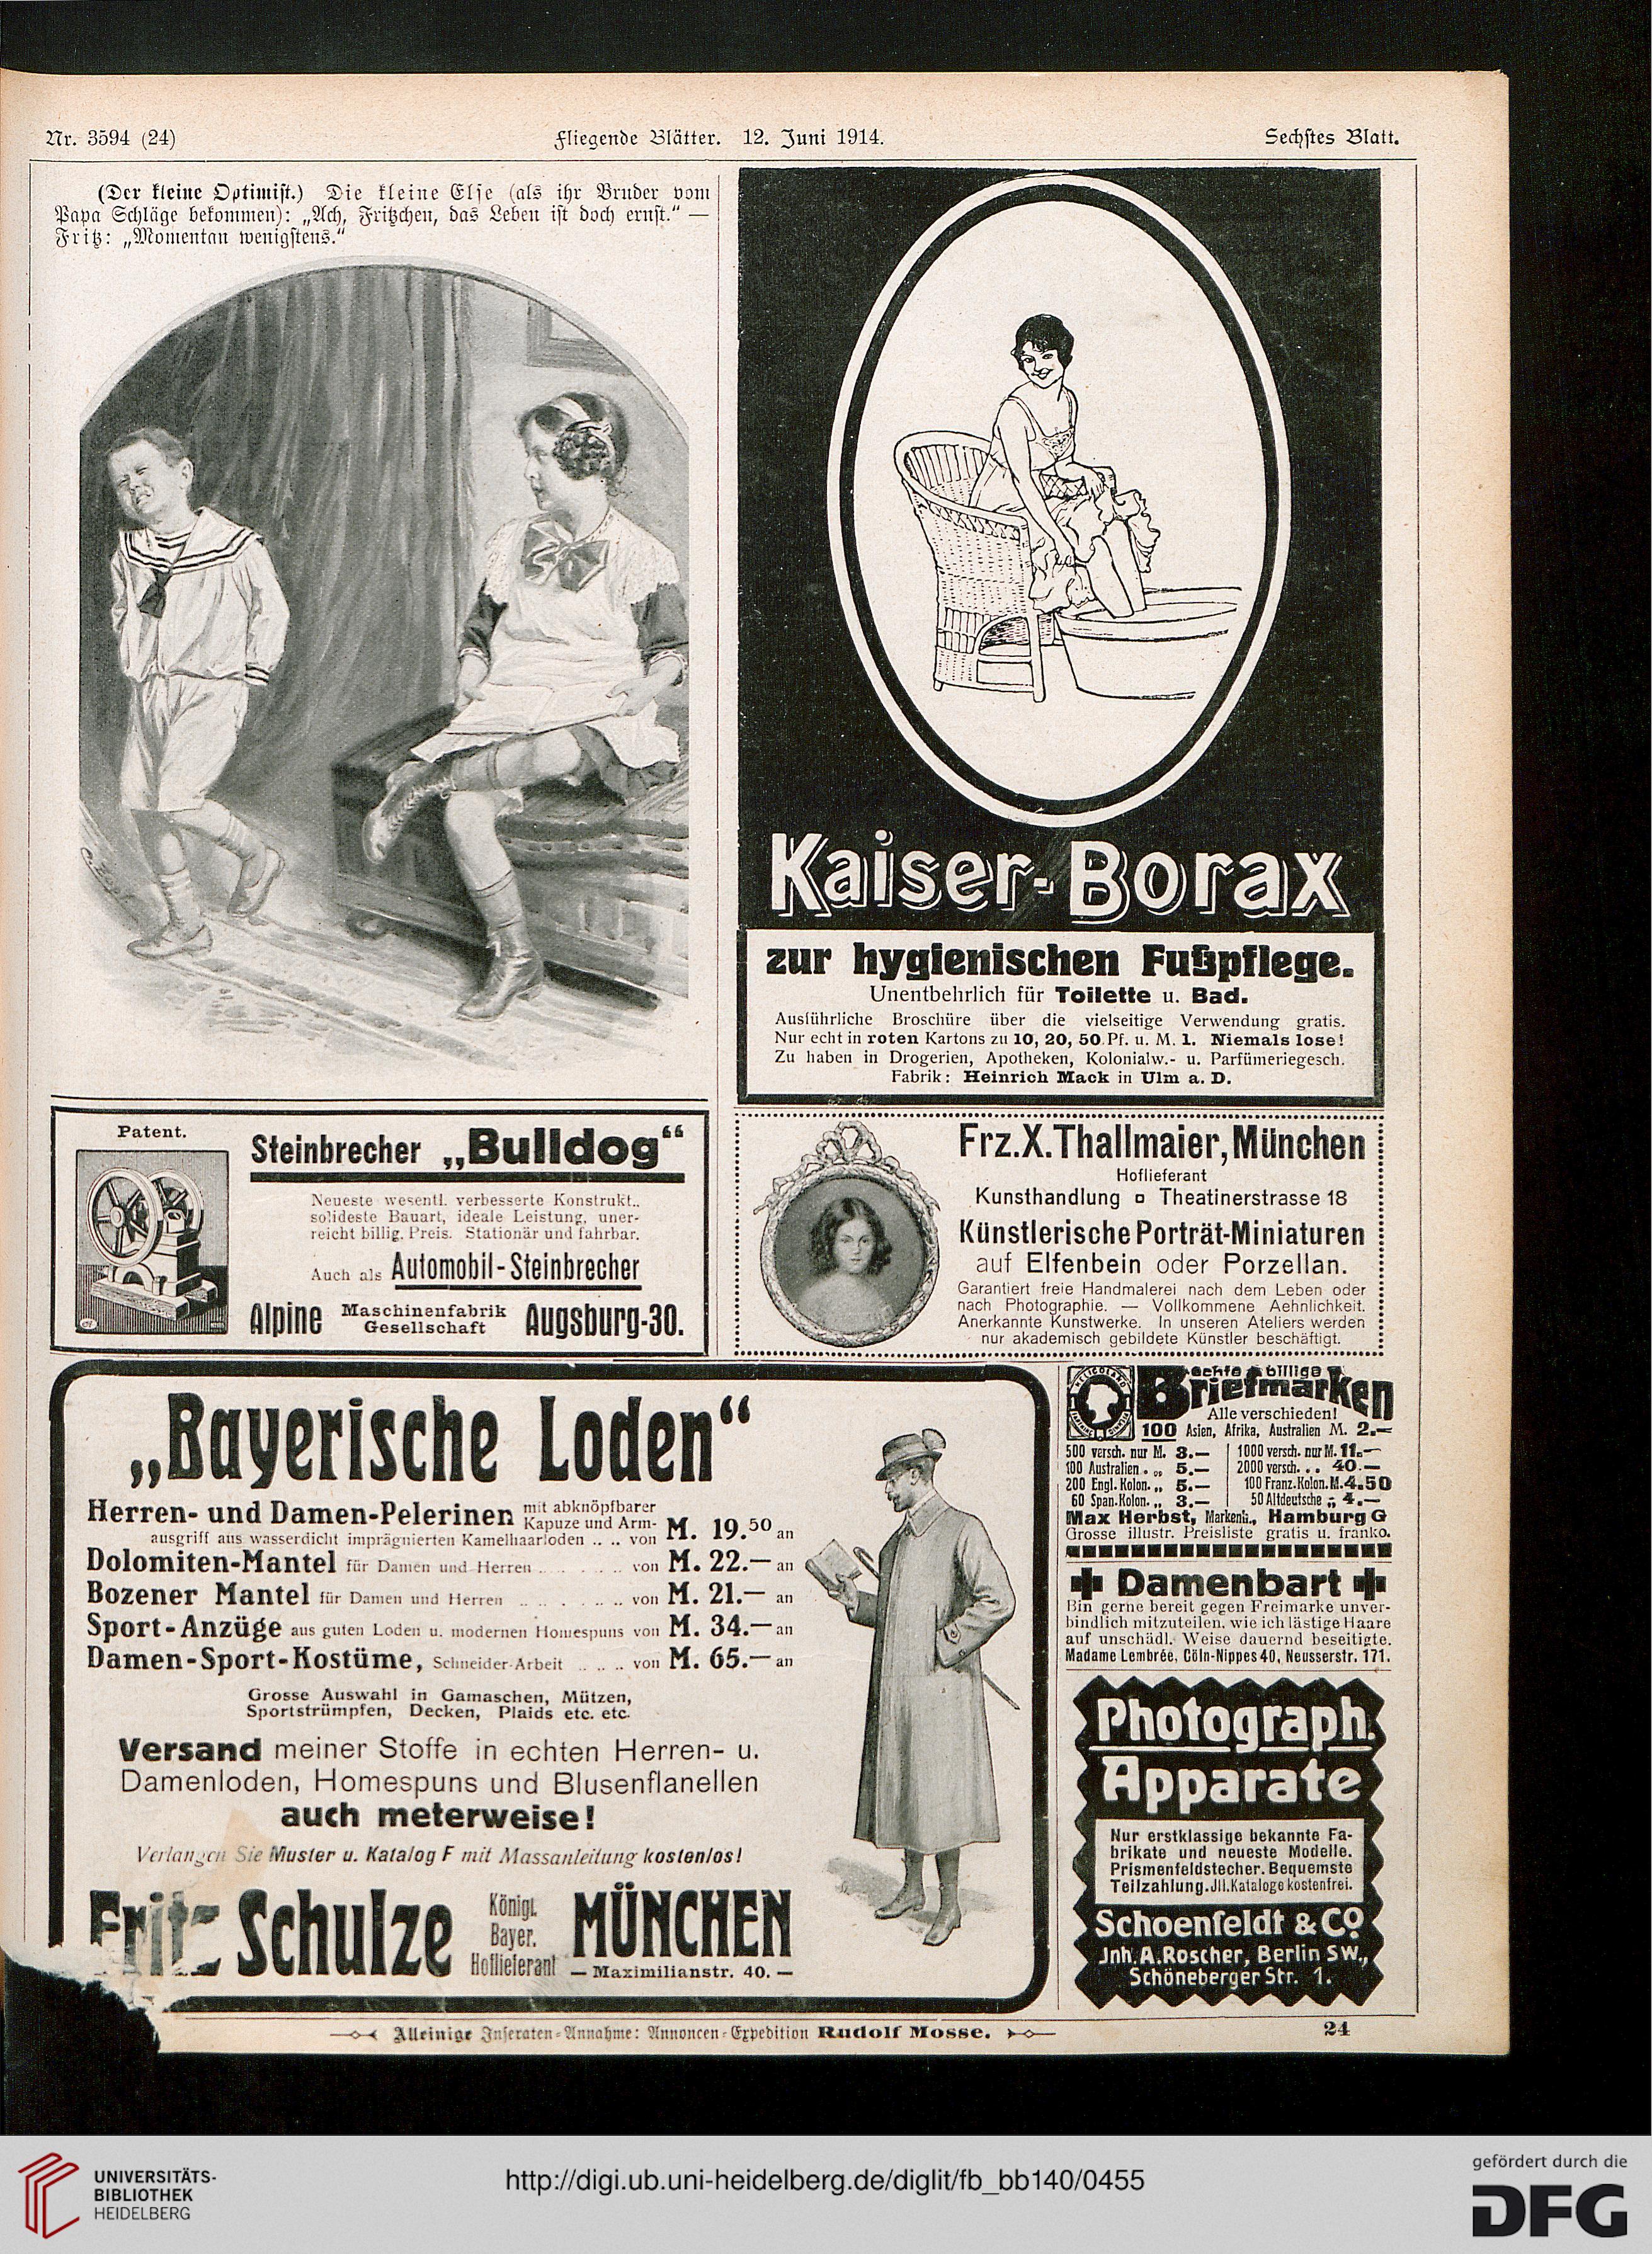 Nr. 3594 (24) Fliegende Blätter. 12. Juni 1914. Sechstes Blatt.
(Der kleine Optimist.) Die kleine Else (als ihr Bruder vom
Papa Schläge bekommen): „Ach, Fritzchen, das Leben ist doch ernst.“ —
Fritz: „Momentan wenigstens.“
Kaiser-Borax
zur hygienischen Fußpflege.
Unentbehrlich für Toilette u. Bad.
Ausführliche Broschüre über die vielseitige Verwendung gratis.
Nur echt in roten Kartons zu 10, 20, 50 Pf. u. M. 1. Niemals lose!
Zu haben in Drogerien, Apotheken, Kolonialw.- u. Parfümeriegesch.
Fabrik: Heinrich Mack in Ulm a. D.
Patent.
Steinbrecher „Bulldog“
Neueste wesentl. verbesserte Konstrukt.,
solideste Bauart, ideale Leistung, uner-
reicht billig. Preis. Stationär und fahrbar.
Auch als Automobil-Steinbrecher
Alpine Maschinenfabrik Gesellschaft Augsburg-30.
Frz.X.Thallmaier, München
Hoflieferant
Kunsthandlung ▫ Theatinerstrasse 18
Künstlerische Porträt-Miniaturen
auf Elfenbein oder Porzellan.
Garantiert freie Handmalerei nach dem Leben oder
nach Photographie. — Vollkommene Aehnlichkeit.
Anerkannte Kunstwerke. In unseren Ateliers werden
nur akademisch gebildete Künstler beschäftigt.
„Bayerische Loden“
Herren- und Damen-Pelerinen mit abknöpfbarer
Kapuze und Arm-
ausgriff aus wasserdicht imprägnierten Kamelhaarloden .. .. von M. 19.50 an
Dolomiten-Mantel für Damen und Herren .. . . . .. .. von M. 22.— an
Bozener Mantel für Damen und Herren .. .. . . .. .. von M. 21.— an
Sport-Anzüge aus guten Loden u. modernen Homespuns von M. 34.— an
Damen-Sport-Kostüme, Schneider-Arbeit .. .. .. von M. 65.— an
Grosse Auswahl in Gamaschen, Mützen,
Sportstrümpfen, Decken, Plaids etc. etc.
Versand meiner Stoffe in echten Herren- u.
Damenloden, Homespuns und Blusenflanellen
auch meterweise!
Verlangen Sie Muster u. Katalog F mit Massanleitung kostenlos!
Fritz Schulze
Königl.
Bayer.
Hoflieferant
MÜNCHEN
— Maximilianstr. 40. —
HELIGOLAND
echte billige
Briefmarken
Alle verschieden!
100 Asien, Afrika, Australien M. 2.—
500 versch. nur M. 3.— | 1000 versch. nur M. 11.—
100 Australien . „ 5.— | 2000 versch. . . 40.—
200 Engl. Kolon. „ 5.— | 100 Franz. Kolon. M. 4.50
60 Span. Kolon. „ 3.— | 50 Altdeutsche „ 4.—
Max Herbst, Markenh., Hamburg G
Grosse illustr. Preisliste gratis u. franko.
Damenbart
Bin gerne bereit gegen Freimarke unver-
bindlich mitzuteilen, wie ich lästige Haare
auf unschädl. Weise dauernd beseitigte.
Madame Lembrée, Cöln-Nippes 40, Neusserstr. 171.
Photograph.
Apparate
Nur erstklassige bekannte Fa-
brikate und neueste Modelle.
Prismenfeldstecher. Bequemste
Teilzahlung. Jll. Kataloge kostenfrei.
Schoenfeldt & Co
Jnh. A. Roscher, Berlin SW.,
Schöneberger Str. 1.
Alleinige Inseraten-Annahme: Annoncen-Expedition Rudolf Mosse.
24
UNIVERSITÄTS-
BIBLIOTHEK
HEIDELBERG
http://digi.ub.uni-heidelberg.de/diglit/fb_bb140/0455
gefördert durch die
DFG